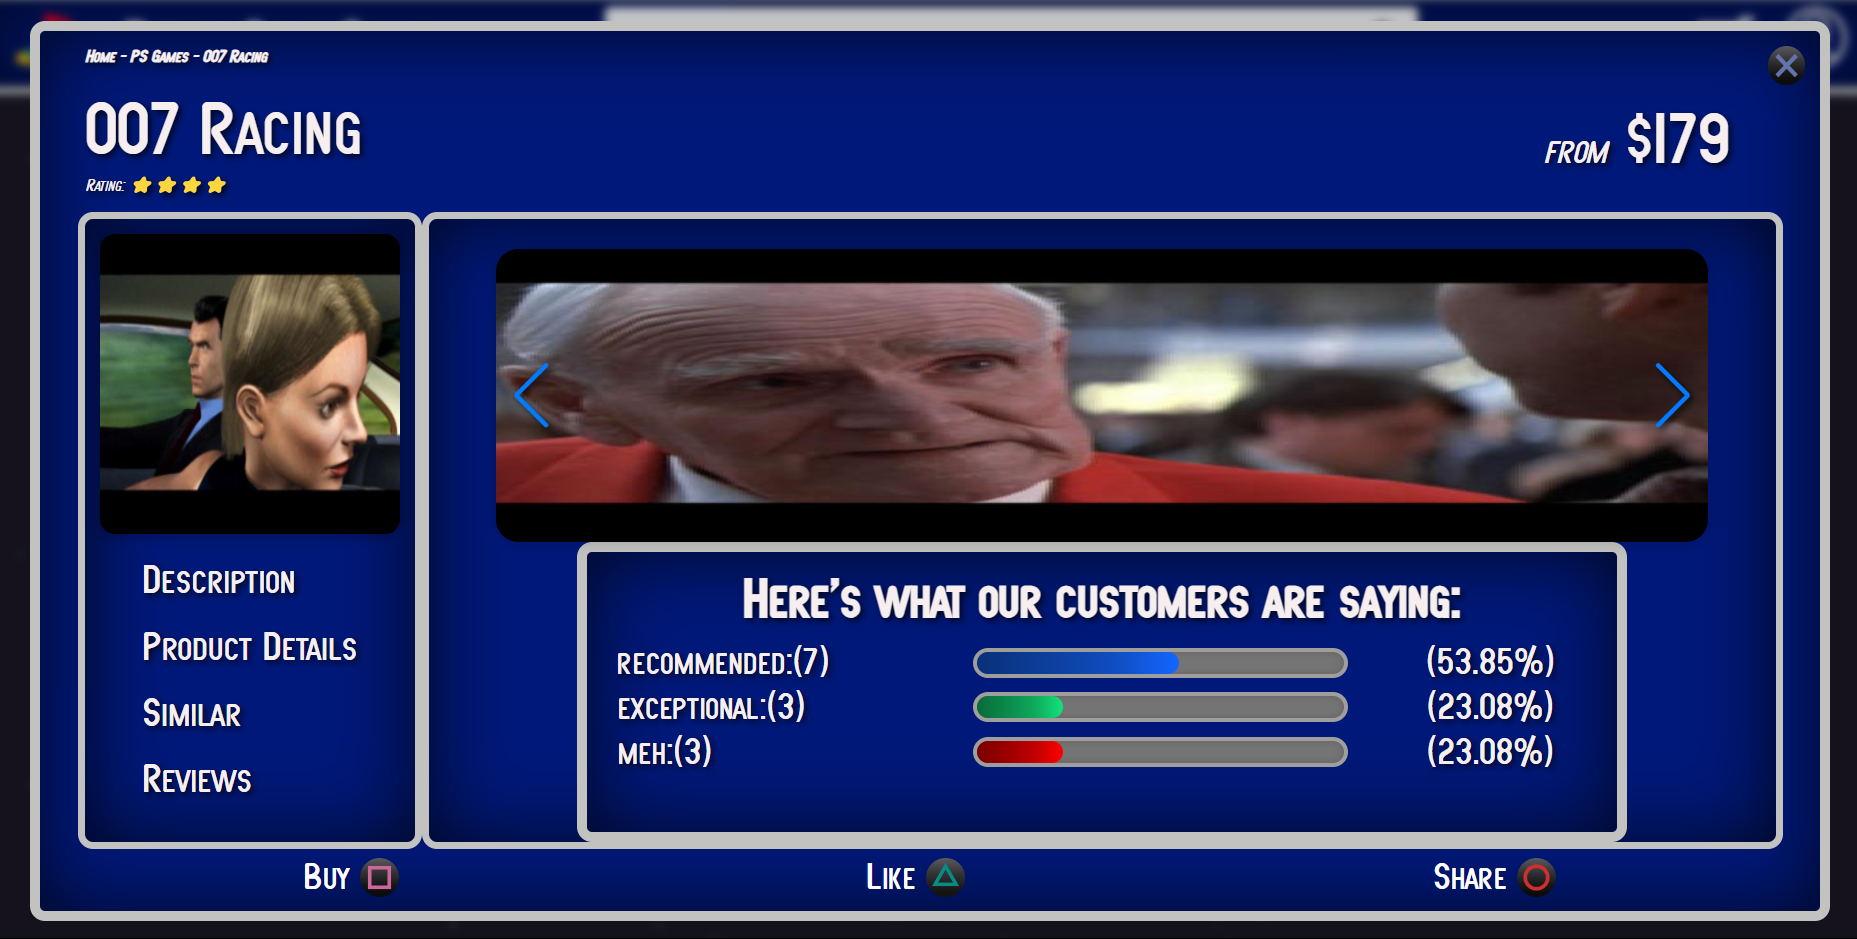 Home - PS Games - 007 Racing
007 Racing
FROM $179
Rating:
Description
Product Details
Similar
Reviews
Here's what our customers are saying:
recommended:(7) (53.85%)
exceptional:(3) (23.08%)
meh:(3) (23.08%)
Buy
Like
Share